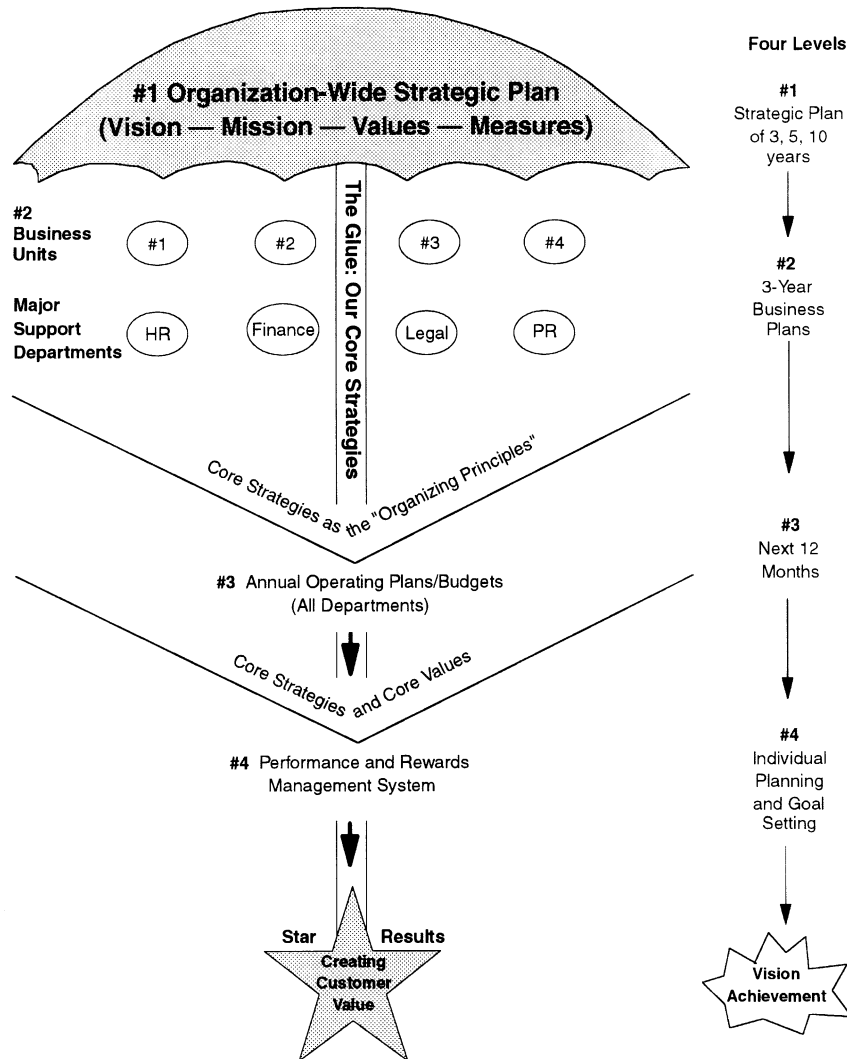 #1 Organization-Wide Strategic Plan
(Vision — Mission — Values — Measures)
#2
Business
Units
#1
#2
#3
#4
Major
Support
Departments
HR
Finance
Legal
PR
The Glue: Our Core Strategies
Core Strategies as the "Organizing Principles"
#3 Annual Operating Plans/Budgets
(All Departments)
Core Strategies and Core Values
#4 Performance and Rewards
Management System
Star Results
Creating
Customer
Value
Four Levels
#1
Strategic Plan
of 3, 5, 10
years
#2
3-Year
Business
Plans
#3
Next 12
Months
#4
Individual
Planning
and Goal
Setting
Vision
Achievement